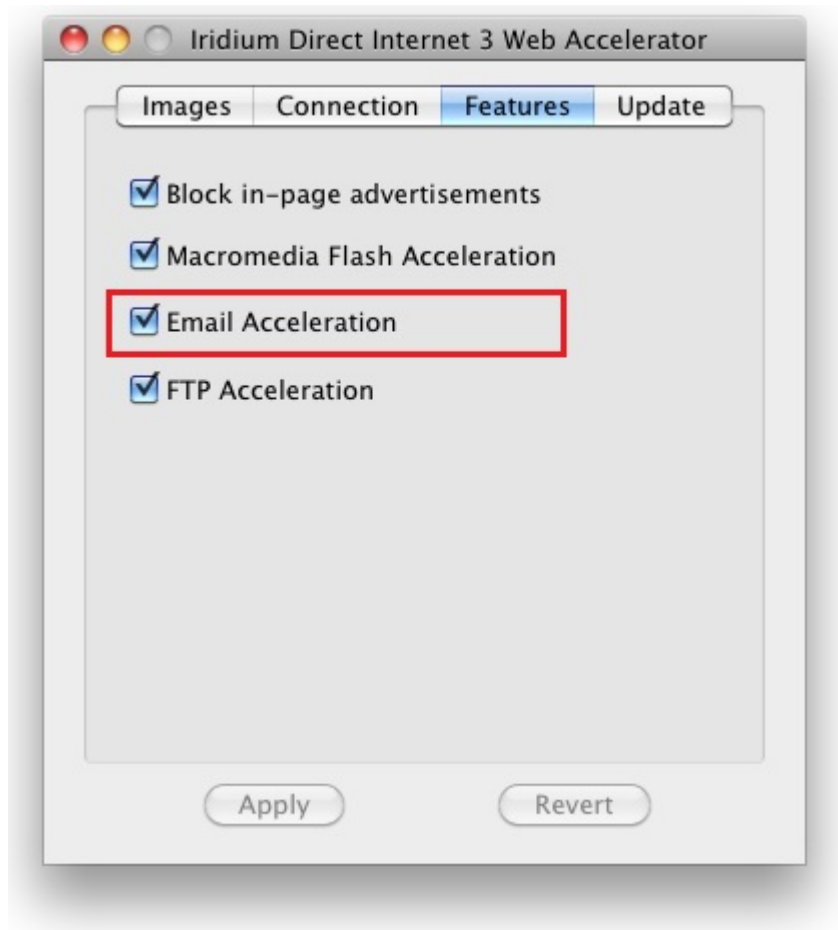 Iridium Direct Internet 3 Web Accelerator
Images Connection Features Update
Block in-page advertisements
Macromedia Flash Acceleration
Email Acceleration
FTP Acceleration
Apply Revert